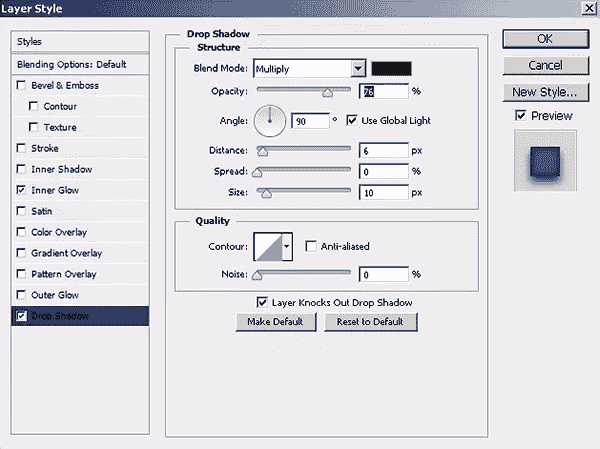 Layer Style
Styles
Blending Options: Default
Bevel & Emboss
Contour
Texture
Stroke
Inner Shadow
Inner Glow
Satin
Color Overlay
Gradient Overlay
Pattern Overlay
Outer Glow
Drop Shadow
Drop Shadow
Structure
Blend Mode: Multiply
Opacity: 76 %
Angle: 90 ° Use Global Light
Distance: 6 px
Spread: 0 %
Size: 10 px
Quality
Contour: Anti-aliased
Noise: 0 %
Layer Knocks Out Drop Shadow
Make Default Reset to Default
OK
Cancel
New Style...
Preview